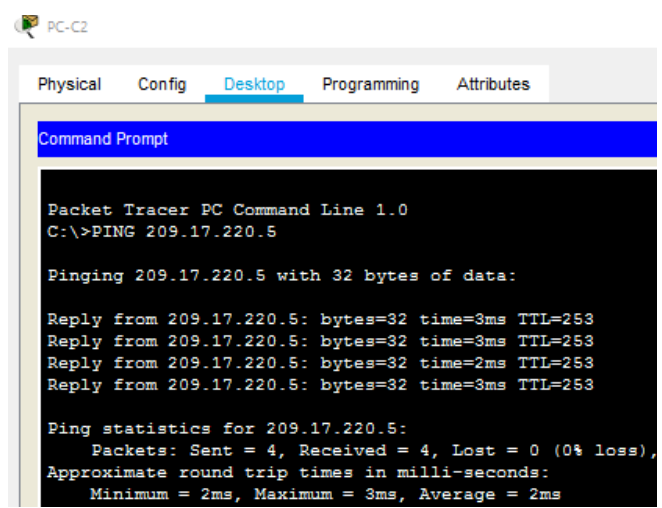 PC-C2
Physical Config Desktop Programming Attributes
Command Prompt
Packet Tracer PC Command Line 1.0
C:\>PING 209.17.220.5
Pinging 209.17.220.5 with 32 bytes of data:
Reply from 209.17.220.5: bytes=32 time=3ms TTL=253
Reply from 209.17.220.5: bytes=32 time=3ms TTL=253
Reply from 209.17.220.5: bytes=32 time=2ms TTL=253
Reply from 209.17.220.5: bytes=32 time=3ms TTL=253
Ping statistics for 209.17.220.5:
Packets: Sent = 4, Received = 4, Lost = 0 (0% loss),
Approximate round trip times in milli-seconds:
Minimum = 2ms, Maximum = 3ms, Average = 2ms